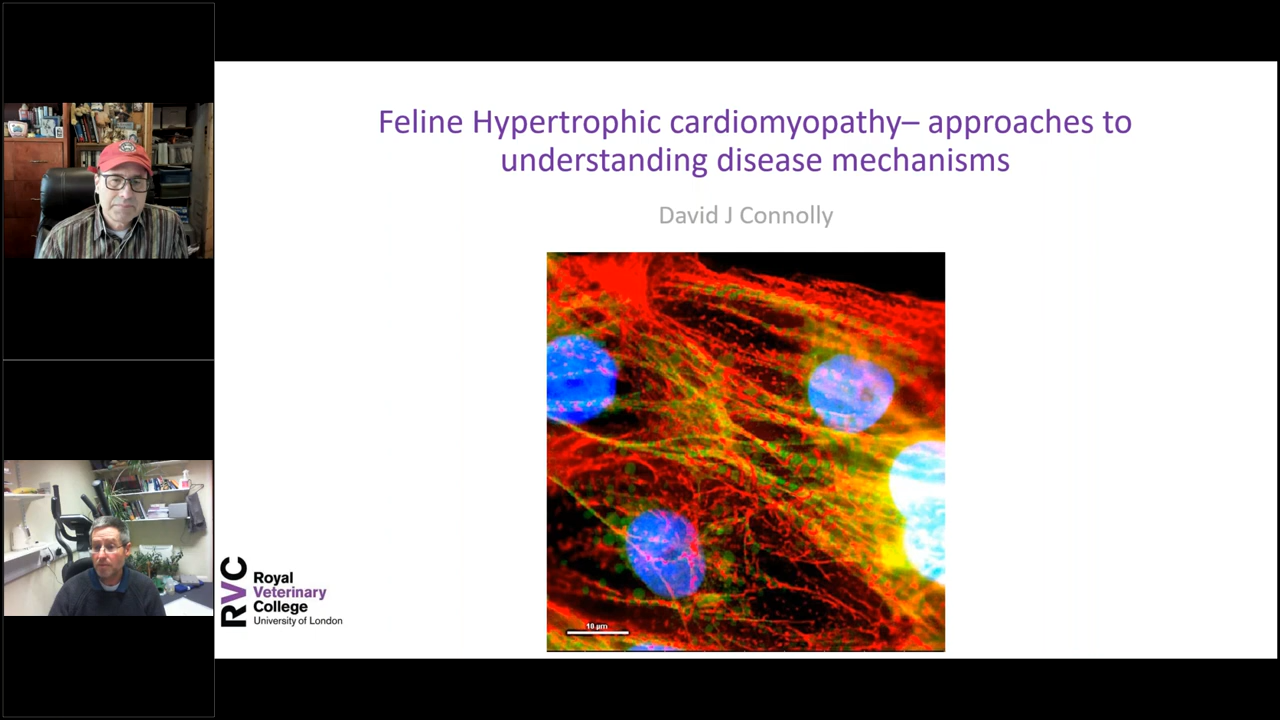 Feline Hypertrophic cardiomyopathy– approaches to
understanding disease mechanisms
David J Connolly
RVC
Royal
Veterinary
College
University of London
10 µm